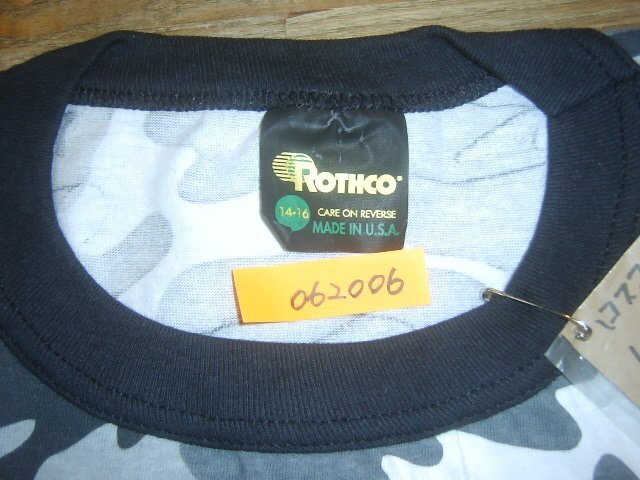 ROTHCO®
14-16 CARE ON REVERSE
MADE IN U.S.A.
062006